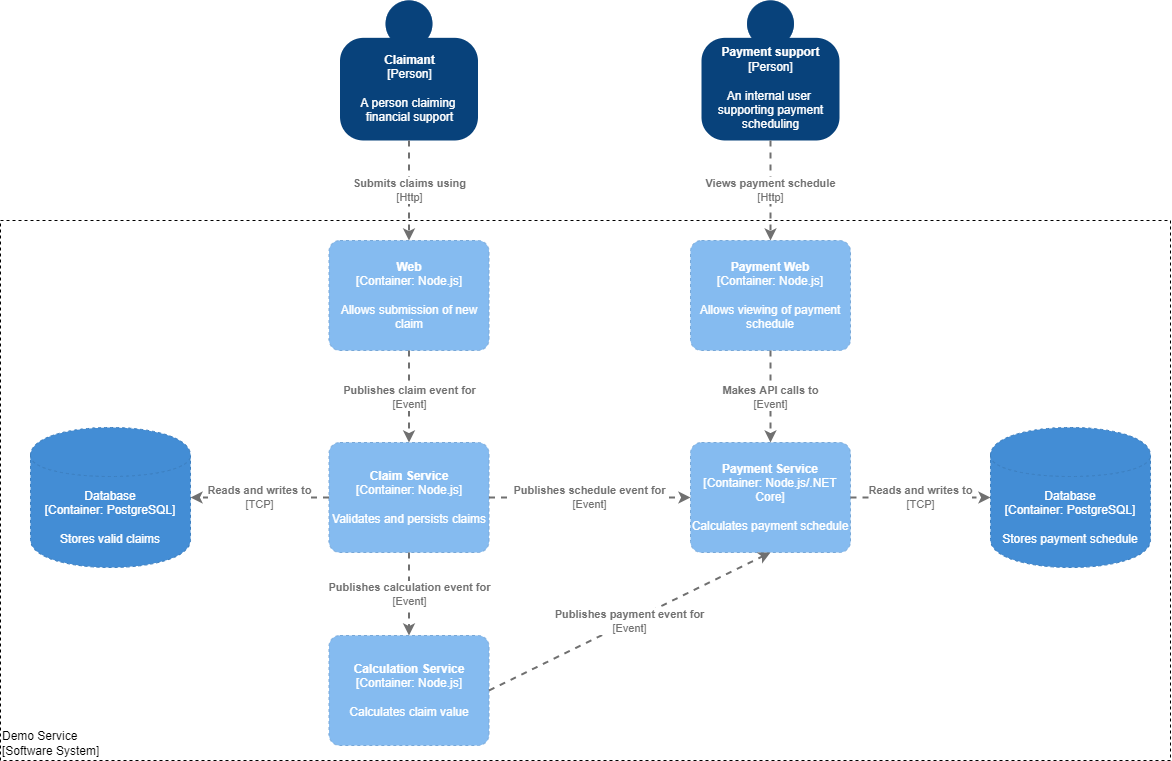 Claimant
[Person]
A person claiming
financial support
Payment support
[Person]
An internal user
supporting payment
scheduling
Submits claims using
[Http]
Views payment schedule
[Http]
Web
[Container: Node.js]
Allows submission of new
claim
Payment Web
[Container: Node.js]
Allows viewing of payment
schedule
Publishes claim event for
[Event]
Makes API calls to
[Event]
Database
[Container: PostgreSQL]
Stores valid claims
Reads and writes to
[TCP]
Claim Service
[Container: Node.js]
Validates and persists claims
Publishes schedule event for
[Event]
Payment Service
[Container: Node.js/.NET
Core]
Calculates payment schedule
Reads and writes to
[TCP]
Database
[Container: PostgreSQL]
Stores payment schedule
Publishes calculation event for
[Event]
Publishes payment event for
[Event]
Calculation Service
[Container: Node.js]
Calculates claim value
Demo Service
[Software System]